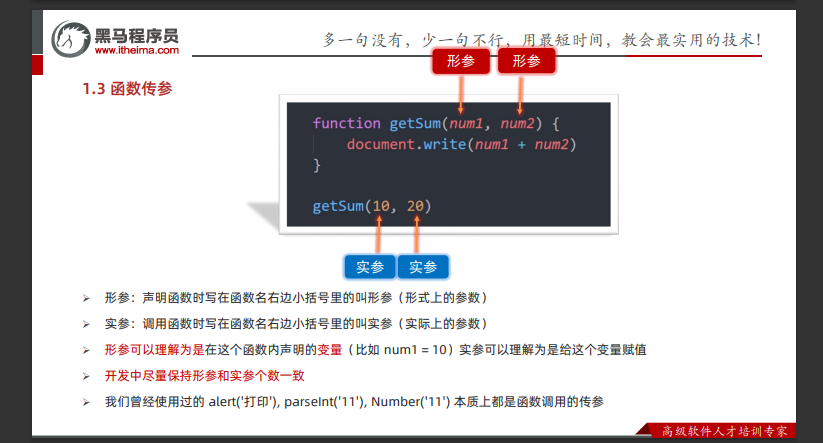 黑马程序员
www.itheima.com
多一句没有，少一句不行，用最短时间，教会最实用的技术！
1.3 函数传参
形参 形参
function getSum(num1, num2) {
document.write(num1 + num2)
}
getSum(10, 20)
实参 实参
➢ 形参：声明函数时写在函数名右边小括号里的叫形参（形式上的参数）
➢ 实参：调用函数时写在函数名右边小括号里的叫实参（实际上的参数）
➢ 形参可以理解为是在这个函数内声明的变量（比如 num1 = 10）实参可以理解为是给这个变量赋值
➢ 开发中尽量保持形参和实参个数一致
➢ 我们曾经使用过的 alert('打印'), parseInt('11'), Number('11') 本质上都是函数调用的传参
高级软件人才培训专家